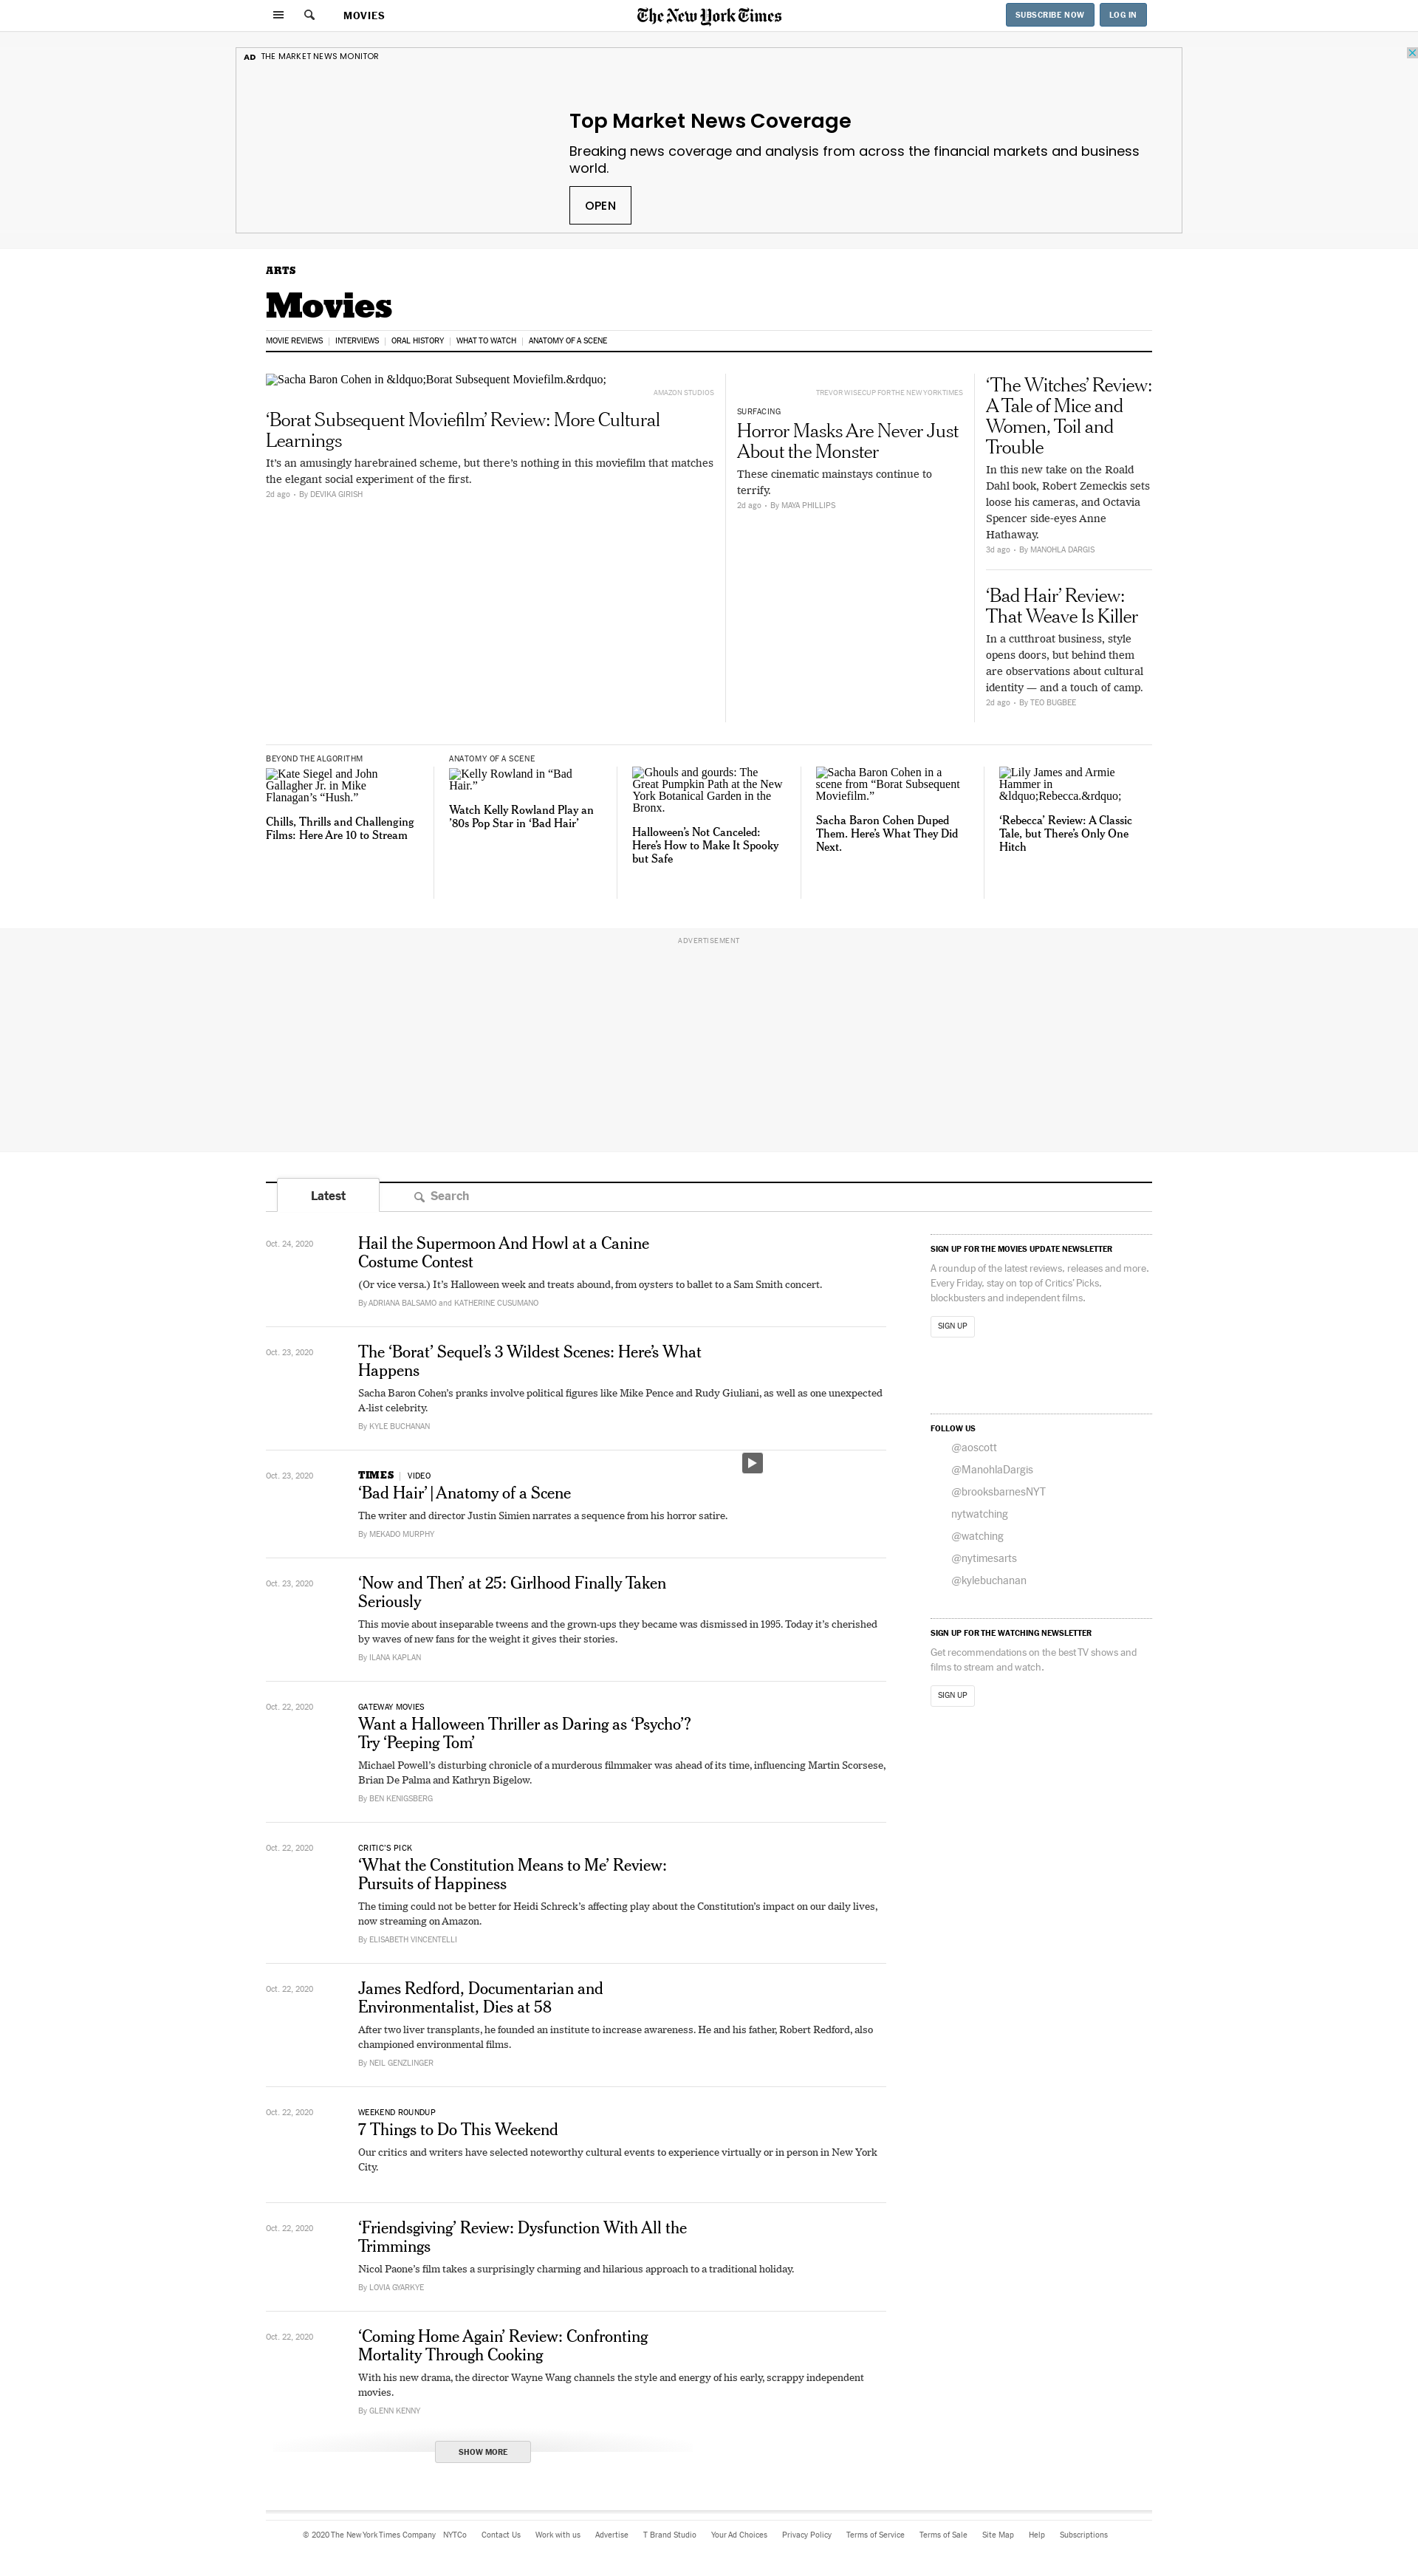 MOVIES
The New York Times
SUBSCRIBE NOW
LOG IN
AD THE MARKET NEWS MONITOR
Top Market News Coverage
Breaking news coverage and analysis from across the financial markets and business
world.
OPEN
ARTS
Movies
MOVIE REVIEWS | INTERVIEWS | ORAL HISTORY | WHAT TO WATCH | ANATOMY OF A SCENE
Sacha Baron Cohen in &ldquo;Borat Subsequent Moviefilm.&rdquo;
AMAZON STUDIOS
‘Borat Subsequent Moviefilm’ Review: More Cultural
Learnings
It’s an amusingly harebrained scheme, but there’s nothing in this moviefilm that matches
the elegant social experiment of the first.
2d ago • By DEVIKA GIRISH
TREVOR WISECUP FOR THE NEW YORK TIMES
SURFACING
Horror Masks Are Never Just
About the Monster
These cinematic mainstays continue to
terrify.
2d ago • By MAYA PHILLIPS
‘The Witches’ Review:
A Tale of Mice and
Women, Toil and
Trouble
In this new take on the Roald
Dahl book, Robert Zemeckis sets
loose his cameras, and Octavia
Spencer side-eyes Anne
Hathaway.
3d ago • By MANOHLA DARGIS
‘Bad Hair’ Review:
That Weave Is Killer
In a cutthroat business, style
opens doors, but behind them
are observations about cultural
identity — and a touch of camp.
2d ago • By TEO BUGBEE
BEYOND THE ALGORITHM
Kate Siegel and John
Gallagher Jr. in Mike
Flanagan’s “Hush.”
Chills, Thrills and Challenging
Films: Here Are 10 to Stream
ANATOMY OF A SCENE
Kelly Rowland in “Bad
Hair.”
Watch Kelly Rowland Play an
’80s Pop Star in ‘Bad Hair’
Ghouls and gourds: The
Great Pumpkin Path at the New
York Botanical Garden in the
Bronx.
Halloween’s Not Canceled:
Here’s How to Make It Spooky
but Safe
Sacha Baron Cohen in a
scene from “Borat Subsequent
Moviefilm.”
Sacha Baron Cohen Duped
Them. Here’s What They Did
Next.
Lily James and Armie
Hammer in
&ldquo;Rebecca.&rdquo;
‘Rebecca’ Review: A Classic
Tale, but There’s Only One
Hitch
ADVERTISEMENT
Latest
Search
Oct. 24, 2020
Hail the Supermoon And Howl at a Canine
Costume Contest
(Or vice versa.) It’s Halloween week and treats abound, from oysters to ballet to a Sam Smith concert.
By ADRIANA BALSAMO and KATHERINE CUSUMANO
Oct. 23, 2020
The ‘Borat’ Sequel’s 3 Wildest Scenes: Here’s What
Happens
Sacha Baron Cohen’s pranks involve political figures like Mike Pence and Rudy Giuliani, as well as one unexpected
A-list celebrity.
By KYLE BUCHANAN
Oct. 23, 2020
TIMES | VIDEO
‘Bad Hair’ | Anatomy of a Scene
The writer and director Justin Simien narrates a sequence from his horror satire.
By MEKADO MURPHY
Oct. 23, 2020
‘Now and Then’ at 25: Girlhood Finally Taken
Seriously
This movie about inseparable tweens and the grown-ups they became was dismissed in 1995. Today it’s cherished
by waves of new fans for the weight it gives their stories.
By ILANA KAPLAN
Oct. 22, 2020
GATEWAY MOVIES
Want a Halloween Thriller as Daring as ‘Psycho’?
Try ‘Peeping Tom’
Michael Powell’s disturbing chronicle of a murderous filmmaker was ahead of its time, influencing Martin Scorsese,
Brian De Palma and Kathryn Bigelow.
By BEN KENIGSBERG
Oct. 22, 2020
CRITIC’S PICK
‘What the Constitution Means to Me’ Review:
Pursuits of Happiness
The timing could not be better for Heidi Schreck’s affecting play about the Constitution’s impact on our daily lives,
now streaming on Amazon.
By ELISABETH VINCENTELLI
Oct. 22, 2020
James Redford, Documentarian and
Environmentalist, Dies at 58
After two liver transplants, he founded an institute to increase awareness. He and his father, Robert Redford, also
championed environmental films.
By NEIL GENZLINGER
Oct. 22, 2020
WEEKEND ROUNDUP
7 Things to Do This Weekend
Our critics and writers have selected noteworthy cultural events to experience virtually or in person in New York
City.
Oct. 22, 2020
‘Friendsgiving’ Review: Dysfunction With All the
Trimmings
Nicol Paone’s film takes a surprisingly charming and hilarious approach to a traditional holiday.
By LOVIA GYARKYE
Oct. 22, 2020
‘Coming Home Again’ Review: Confronting
Mortality Through Cooking
With his new drama, the director Wayne Wang channels the style and energy of his early, scrappy independent
movies.
By GLENN KENNY
SHOW MORE
SIGN UP FOR THE MOVIES UPDATE NEWSLETTER
A roundup of the latest reviews, releases and more.
Every Friday, stay on top of Critics’ Picks,
blockbusters and independent films.
SIGN UP
FOLLOW US
@aoscott
@ManohlaDargis
@brooksbarnesNYT
nytwatching
@watching
@nytimesarts
@kylebuchanan
SIGN UP FOR THE WATCHING NEWSLETTER
Get recommendations on the best TV shows and
films to stream and watch.
SIGN UP
© 2020 The New York Times Company NYTCo Contact Us Work with us Advertise T Brand Studio Your Ad Choices Privacy Policy Terms of Service Terms of Sale Site Map Help Subscriptions